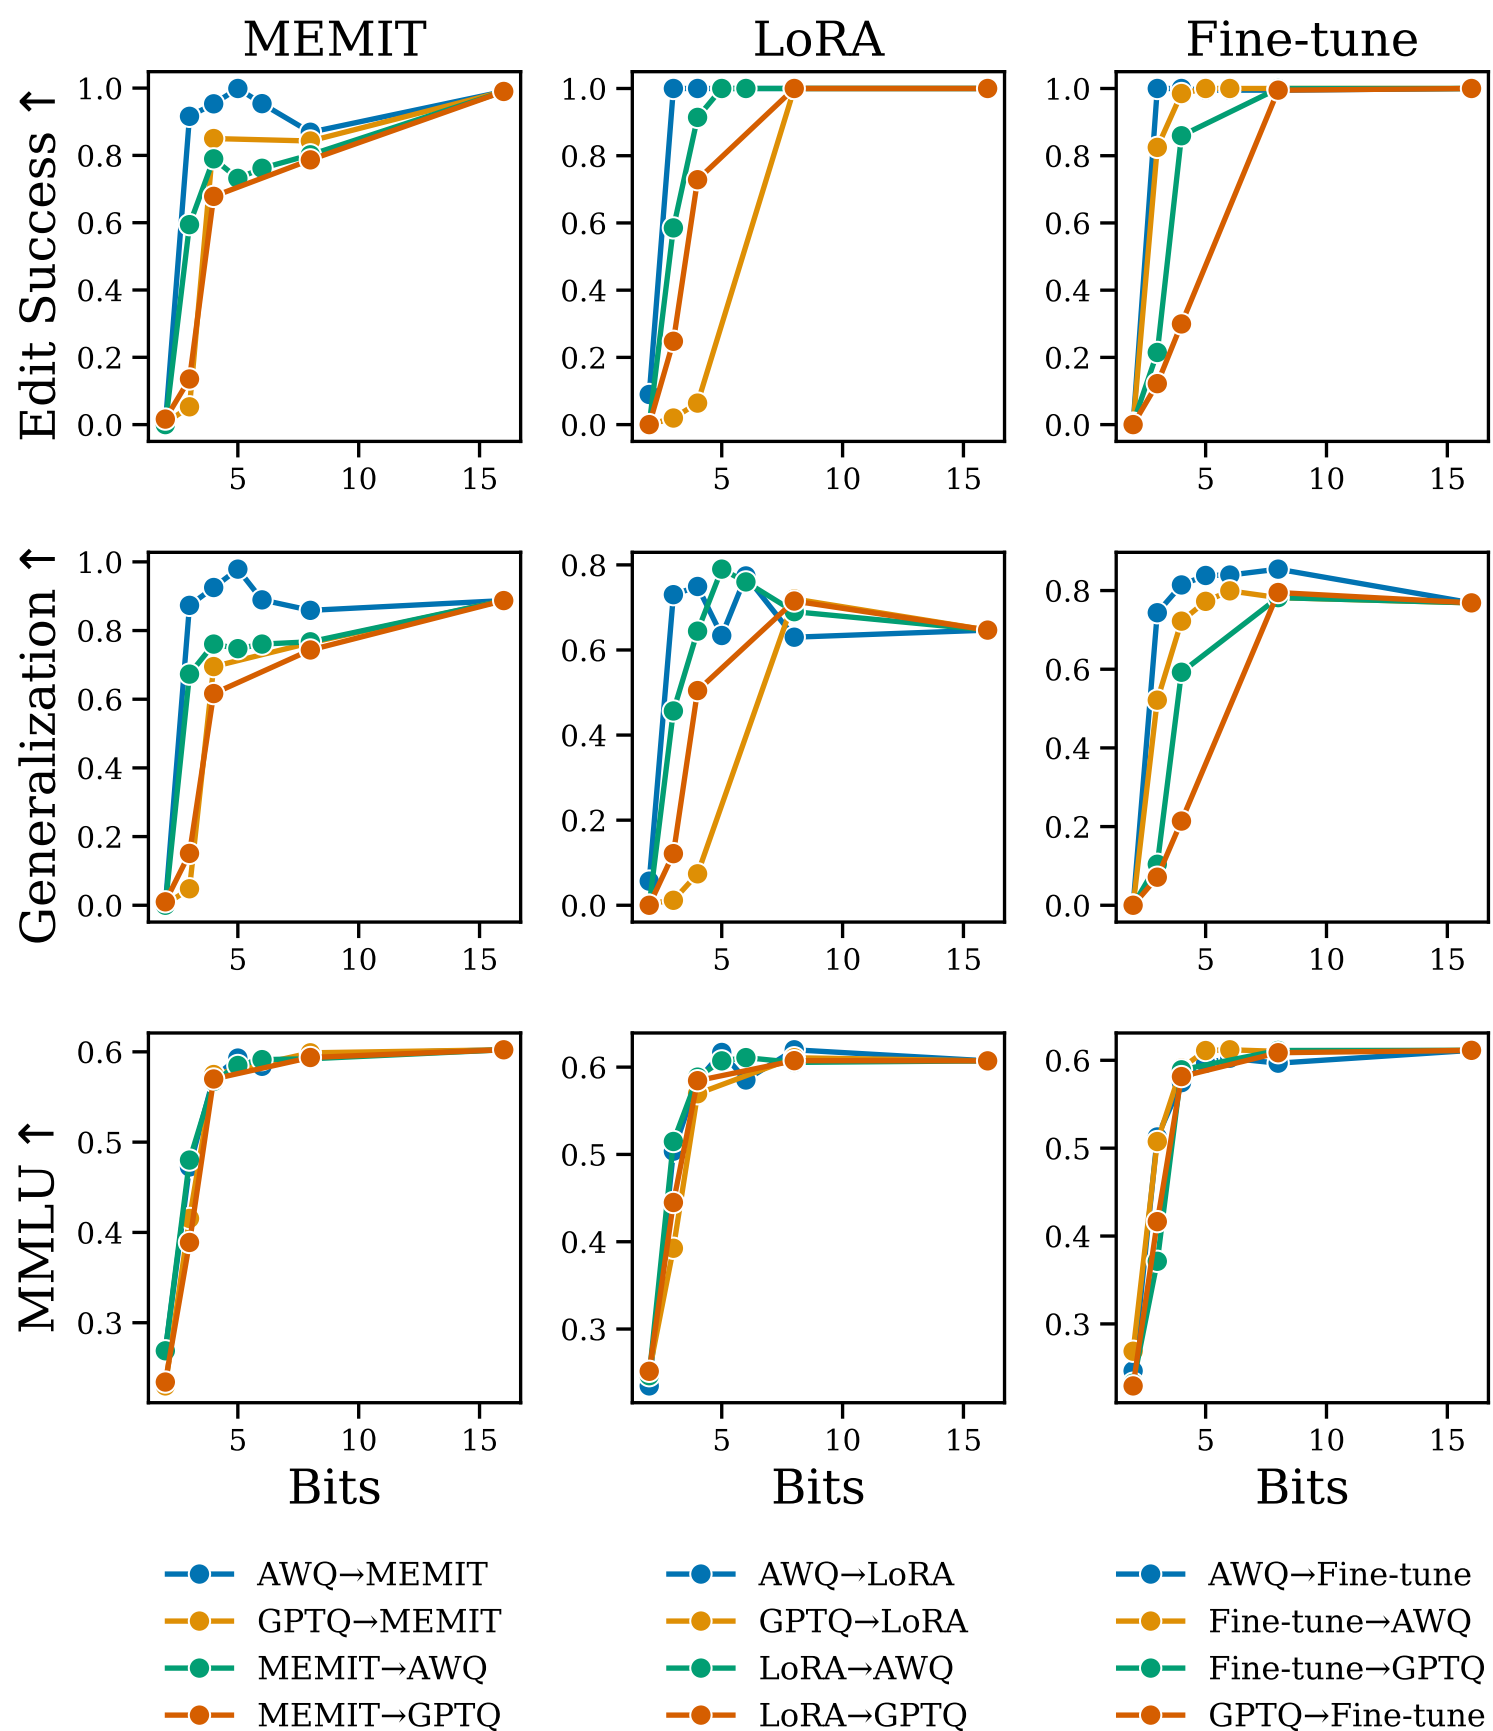 MEMIT LoRA Fine-tune
Edit Success ↑
1.0 1.0 1.0
0.8 0.8 0.8
0.6 0.6 0.6
0.4 0.4 0.4
0.2 0.2 0.2
0.0 0.0 0.0
5 10 15 5 10 15 5 10 15
Generalization ↑
1.0
0.8 0.8 0.8
0.6 0.6 0.6
0.4 0.4 0.4
0.2 0.2 0.2
0.0 0.0 0.0
5 10 15 5 10 15 5 10 15
MMLU ↑
0.6 0.6 0.6
0.5 0.5 0.5
0.4 0.4 0.4
0.3 0.3 0.3
5 10 15 5 10 15 5 10 15
Bits Bits Bits
AWQ→MEMIT
GPTQ→MEMIT
MEMIT→AWQ
MEMIT→GPTQ
AWQ→LoRA
GPTQ→LoRA
LoRA→AWQ
LoRA→GPTQ
AWQ→Fine-tune
Fine-tune→AWQ
Fine-tune→GPTQ
GPTQ→Fine-tune